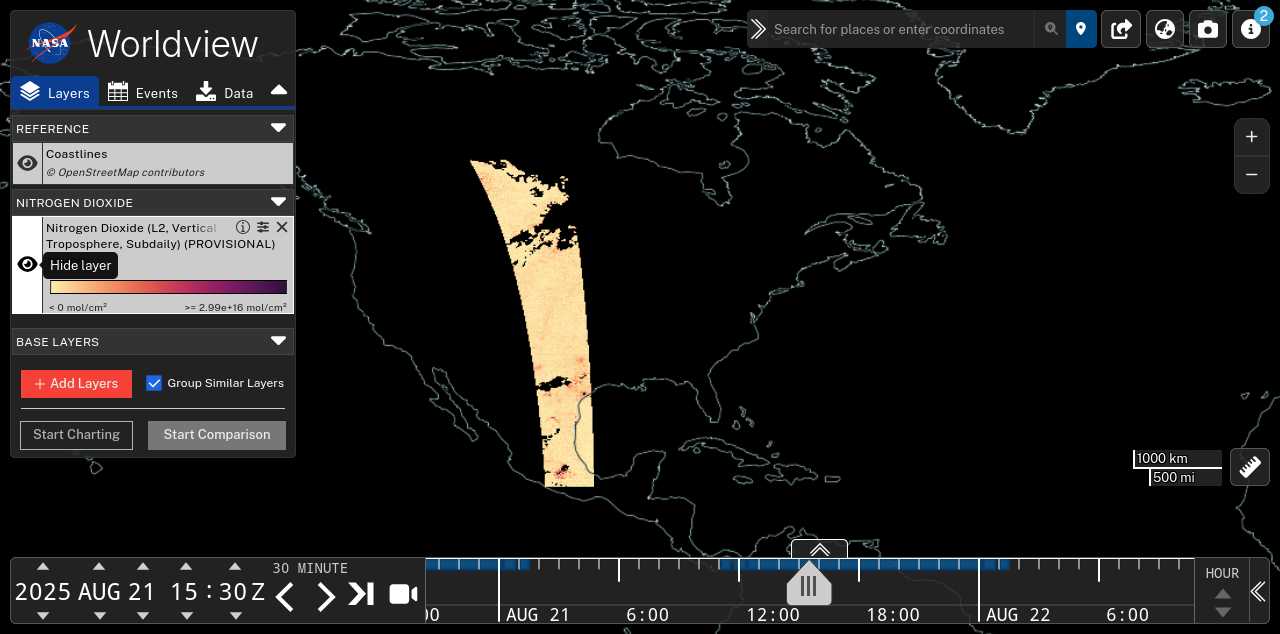 NASA
Worldview
Layers
Events
Data
REFERENCE
Coastlines
© OpenStreetMap contributors
NITROGEN DIOXIDE
Nitrogen Dioxide (L2, Vertical
Troposphere, Subdaily) (PROVISIONAL)
Hide layer
< 0 mol/cm²
>= 2.99e+16 mol/cm²
BASE LAYERS
+ Add Layers
Group Similar Layers
Start Charting
Start Comparison
Search for places or enter coordinates
2
+
−
1000 km
500 mi
2025 AUG 21 15 : 30 Z
30 MINUTE
00
AUG 21
6:00
12:00
18:00
AUG 22
6:00
HOUR